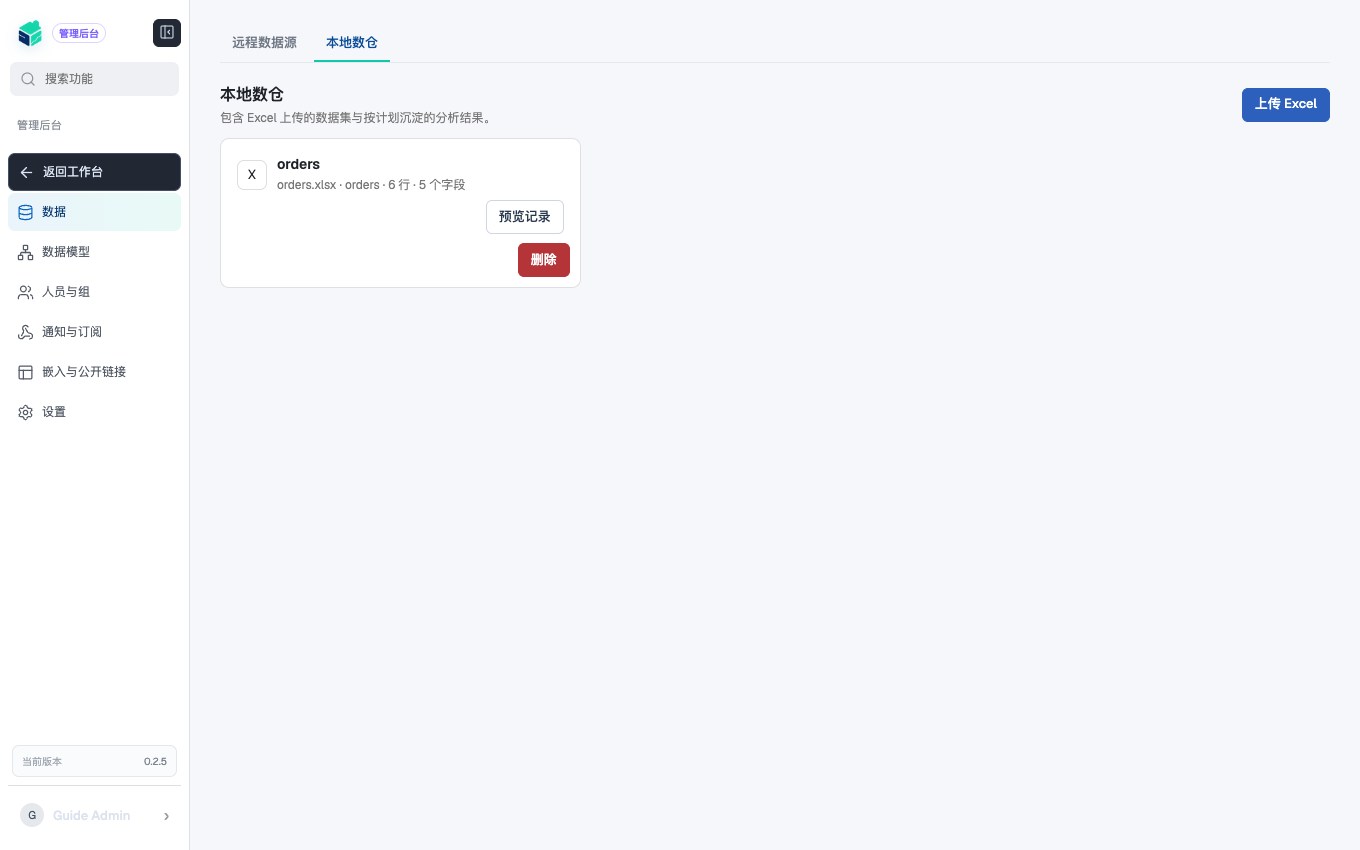 管理后台
搜索功能
管理后台
返回工作台
数据
数据模型
人员与组
通知与订阅
嵌入与公开链接
设置
当前版本 0.2.5
G Guide Admin
远程数据源 本地数仓
本地数仓
包含 Excel 上传的数据集与按计划沉淀的分析结果。
上传 Excel
X
orders
orders.xlsx · orders · 6 行 · 5 个字段
预览记录
删除